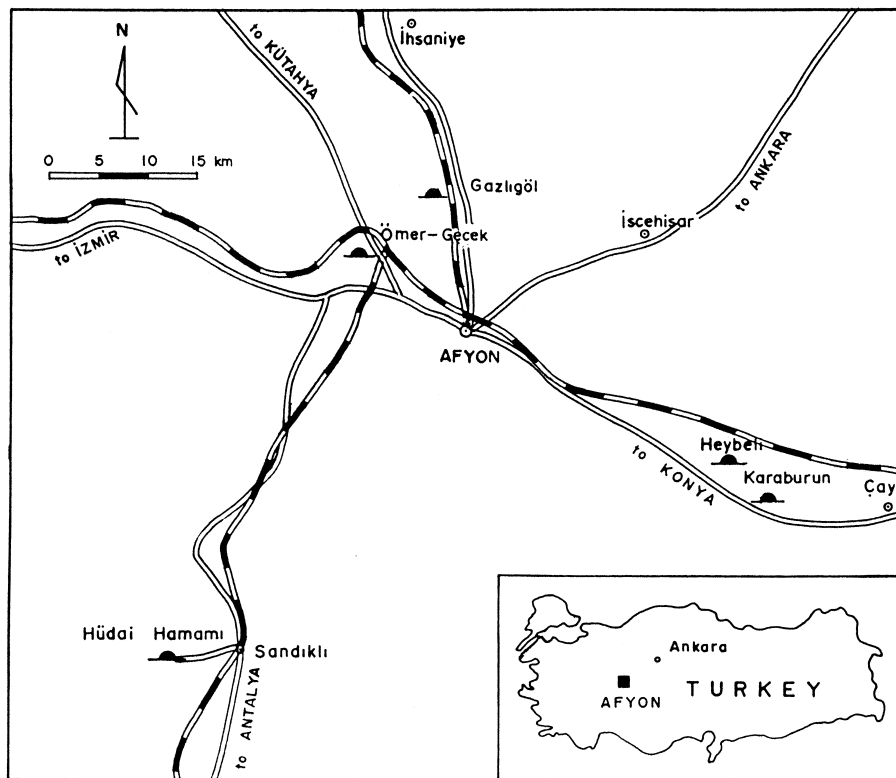 N
0 5 10 15 km
to KÜTAHYA
İhsaniye
to ANKARA
Gazlıgöl
İscehisar
Ömer-Gecek
to İZMİR
AFYON
Heybeli
to KONYA
Karaburun
Çay
Hüdai Hamamı
Sandıklı
to ANTALYA
Ankara
TURKEY
AFYON